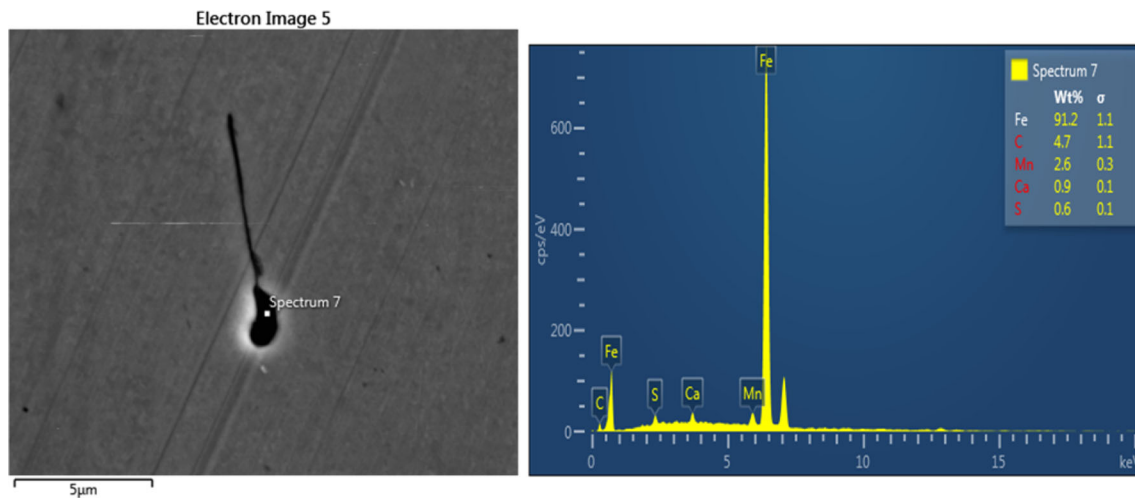 Electron Image 5
Spectrum 7
5μm
Fe
Fe
C
S
Ca
Mn
cps/eV
600
400
200
0
0
5
10
15
keV
Spectrum 7
Wt% σ
Fe 91.2 1.1
C 4.7 1.1
Mn 2.6 0.3
Ca 0.9 0.1
S 0.6 0.1